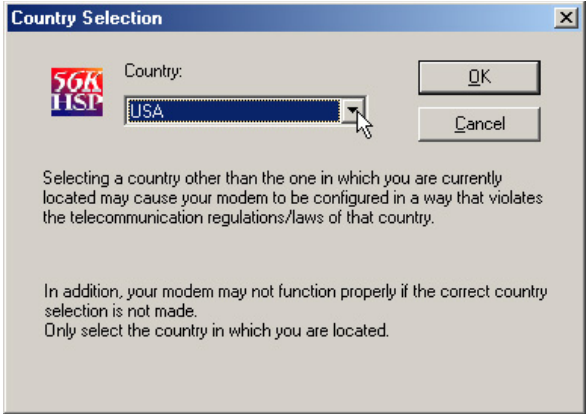 Country Selection
56K
HSP
Country:
USA
OK
Cancel
Selecting a country other than the one in which you are currently
located may cause your modem to be configured in a way that violates
the telecommunication regulations/laws of that country.
In addition, your modem may not function properly if the correct country
selection is not made.
Only select the country in which you are located.